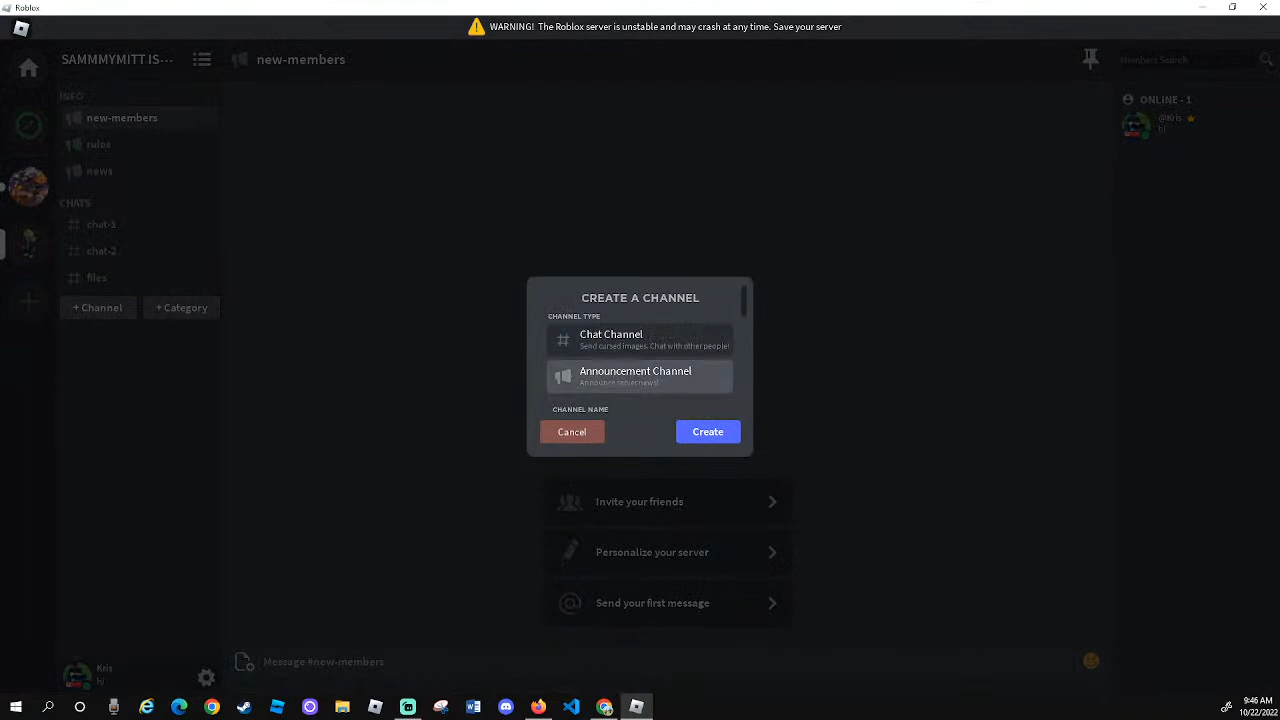 Roblox
WARNING! The Roblox server is unstable and may crash at any time. Save your server
SAMMMYMITT IS---
new-members
Members Search
INFO
new-members
rules
news
CHATS
chat-1
chat-2
files
+ Channel
+ Category
ONLINE - 1
@Kris
hi
CREATE A CHANNEL
CHANNEL TYPE
Chat Channel
Send cursed images. Chat with other people!
Announcement Channel
Announce server news!
CHANNEL NAME
Cancel
Create
Invite your friends
Personalize your server
Send your first message
Kris
hi
Message #new-members
9:46 AM
10/22/2022